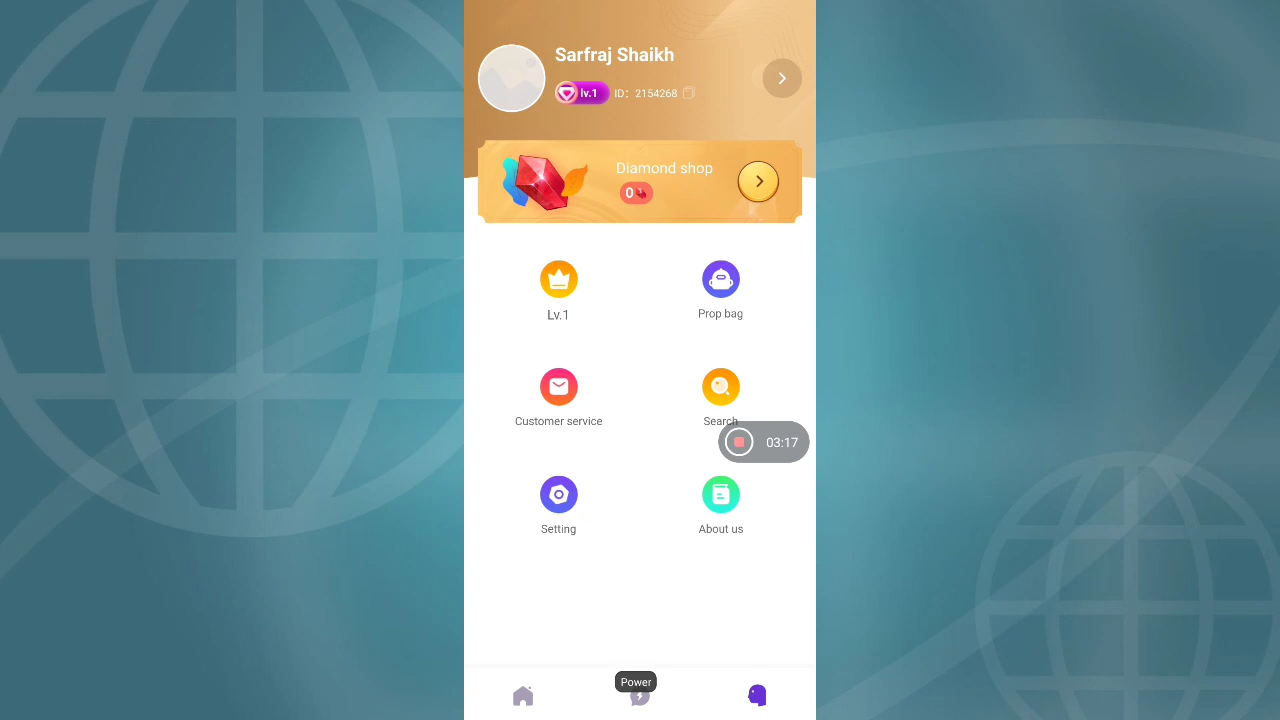 Sarfraj Shaikh
lv.1 ID: 2154268
Diamond shop
0
Lv.1
Prop bag
Customer service
Search
03:17
Setting
About us
Power